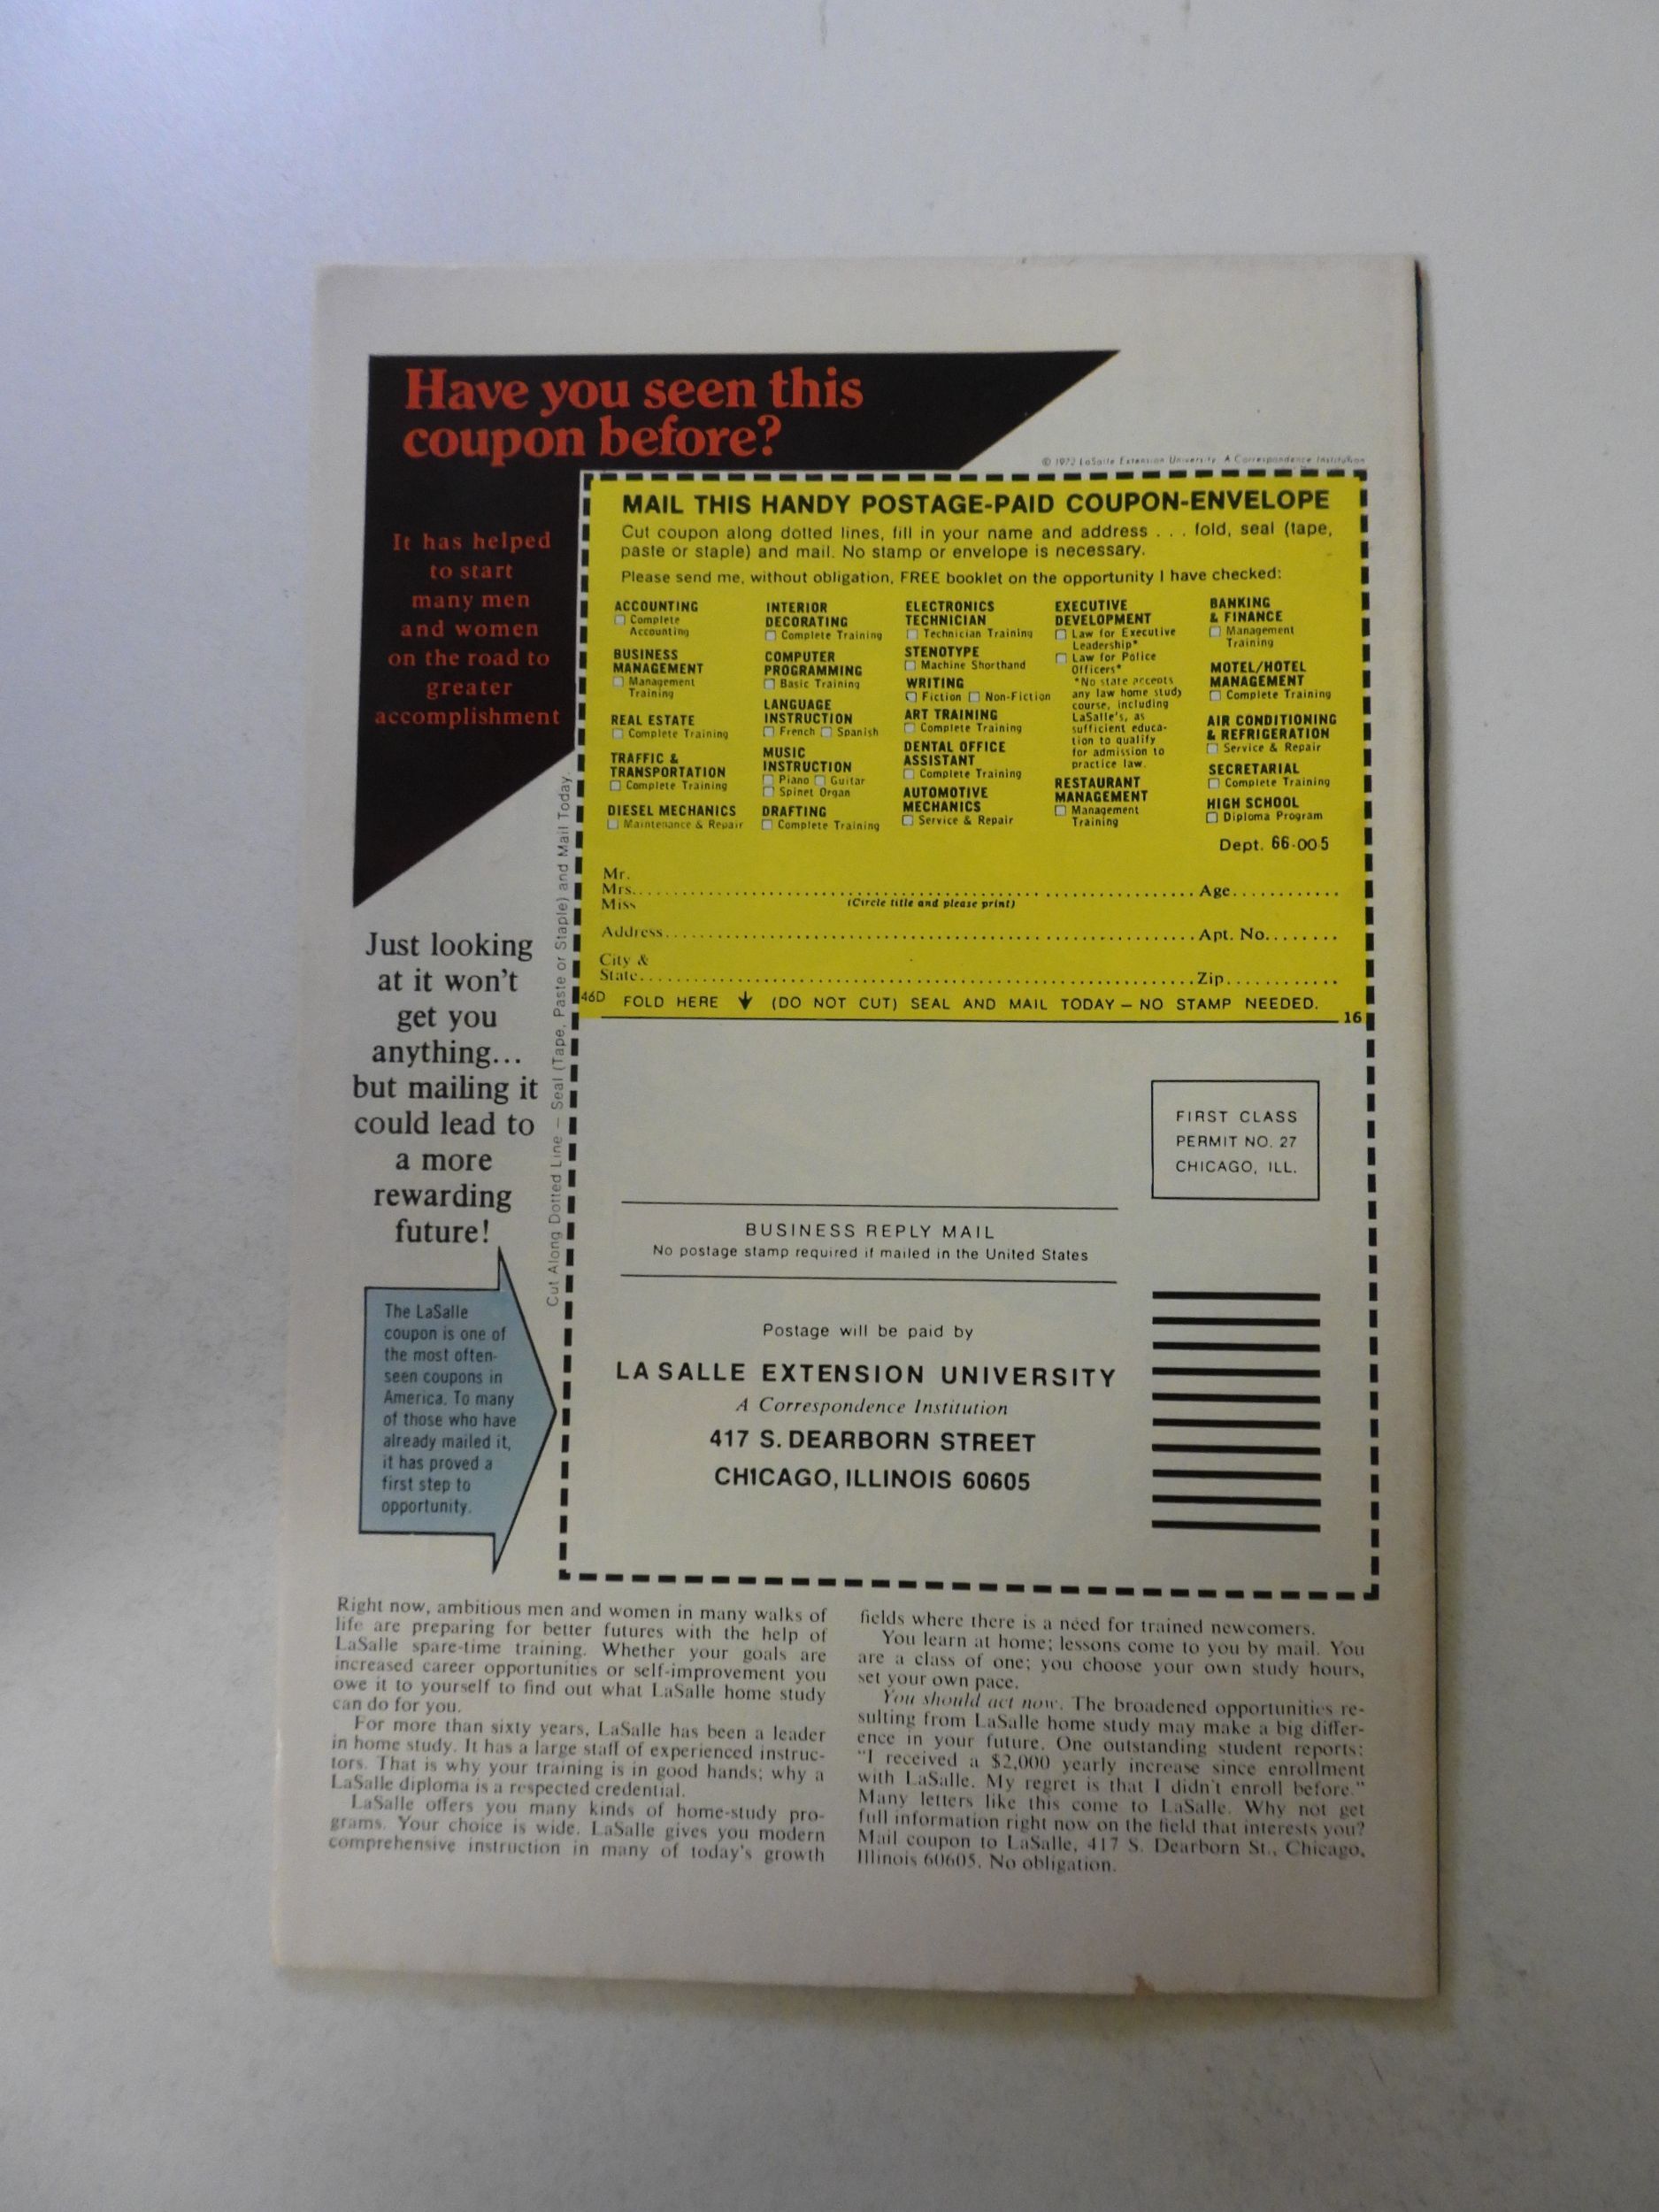 Have you seen this
coupon before?
© 1972 LaSalle Extension University, A Correspondence Institution
It has helped
to start
many men
and women
on the road to
greater
accomplishment
MAIL THIS HANDY POSTAGE-PAID COUPON-ENVELOPE
Cut coupon along dotted lines, fill in your name and address . . . fold, seal (tape,
paste or staple) and mail. No stamp or envelope is necessary.
Please send me, without obligation, FREE booklet on the opportunity I have checked:
ACCOUNTING
Complete
Accounting
BUSINESS
MANAGEMENT
Management
Training
REAL ESTATE
Complete Training
TRAFFIC &
TRANSPORTATION
Complete Training
DIESEL MECHANICS
Maintenance & Repair
INTERIOR
DECORATING
Complete Training
COMPUTER
PROGRAMMING
Basic Training
LANGUAGE
INSTRUCTION
French Spanish
MUSIC
INSTRUCTION
Piano Guitar
Spinet Organ
DRAFTING
Complete Training
ELECTRONICS
TECHNICIAN
Technician Training
STENOTYPE
Machine Shorthand
WRITING
Fiction Non-Fiction
ART TRAINING
Complete Training
DENTAL OFFICE
ASSISTANT
Complete Training
AUTOMOTIVE
MECHANICS
Service & Repair
EXECUTIVE
DEVELOPMENT
Law for Executive
Leadership*
Law for Police
Officers*
*No state accepts
any law home study
course, including
LaSalle's, as
sufficient educa-
tion to qualify
for admission to
practice law.
RESTAURANT
MANAGEMENT
Management
Training
BANKING
& FINANCE
Management
Training
MOTEL/HOTEL
MANAGEMENT
Complete Training
AIR CONDITIONING
& REFRIGERATION
Service & Repair
SECRETARIAL
Complete Training
HIGH SCHOOL
Diploma Program
Dept. 66-005
Mr.
Mrs. Age
Miss (Circle title and please print)
Address Apt. No.
City &
State Zip
46D FOLD HERE ↓ (DO NOT CUT) SEAL AND MAIL TODAY — NO STAMP NEEDED.
16
Cut Along Dotted Line — Seal (Tape, Paste or Staple) and Mail Today.
Just looking
at it won't
get you
anything...
but mailing it
could lead to
a more
rewarding
future!
The LaSalle
coupon is one of
the most often-
seen coupons in
America. To many
of those who have
already mailed it,
it has proved a
first step to
opportunity.
FIRST CLASS
PERMIT NO. 27
CHICAGO, ILL.
BUSINESS REPLY MAIL
No postage stamp required if mailed in the United States
Postage will be paid by
LA SALLE EXTENSION UNIVERSITY
A Correspondence Institution
417 S. DEARBORN STREET
CHICAGO, ILLINOIS 60605
Right now, ambitious men and women in many walks of
life are preparing for better futures with the help of
LaSalle spare-time training. Whether your goals are
increased career opportunities or self-improvement you
owe it to yourself to find out what LaSalle home study
can do for you.
For more than sixty years, LaSalle has been a leader
in home study. It has a large staff of experienced instruc-
tors. That is why your training is in good hands; why a
LaSalle diploma is a respected credential.
LaSalle offers you many kinds of home-study pro-
grams. Your choice is wide. LaSalle gives you modern
comprehensive instruction in many of today's growth
fields where there is a need for trained newcomers.
You learn at home; lessons come to you by mail. You
are a class of one; you choose your own study hours,
set your own pace.
You should act now. The broadened opportunities re-
sulting from LaSalle home study may make a big differ-
ence in your future. One outstanding student reports:
"I received a $2,000 yearly increase since enrollment
with LaSalle. My regret is that I didn't enroll before."
Many letters like this come to LaSalle. Why not get
full information right now on the field that interests you?
Mail coupon to LaSalle, 417 S. Dearborn St., Chicago,
Illinois 60605. No obligation.